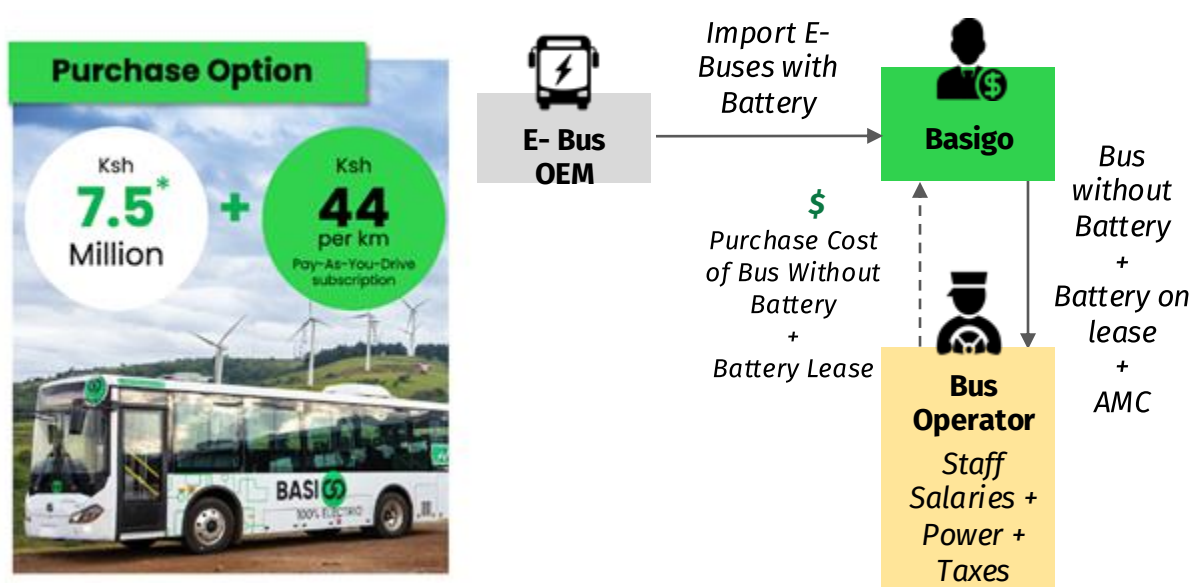 Purchase Option
Ksh
7.5*
Million
+
Ksh
44
per km
Pay-As-You-Drive
subscription
BASIGO
100% ELECTRIC
E- Bus
OEM
Import E-
Buses with
Battery
$
Basigo
$
Purchase Cost
of Bus Without
Battery
+
Battery Lease
Bus
without
Battery
+
Battery on
lease
+
AMC
Bus
Operator
Staff
Salaries +
Power +
Taxes